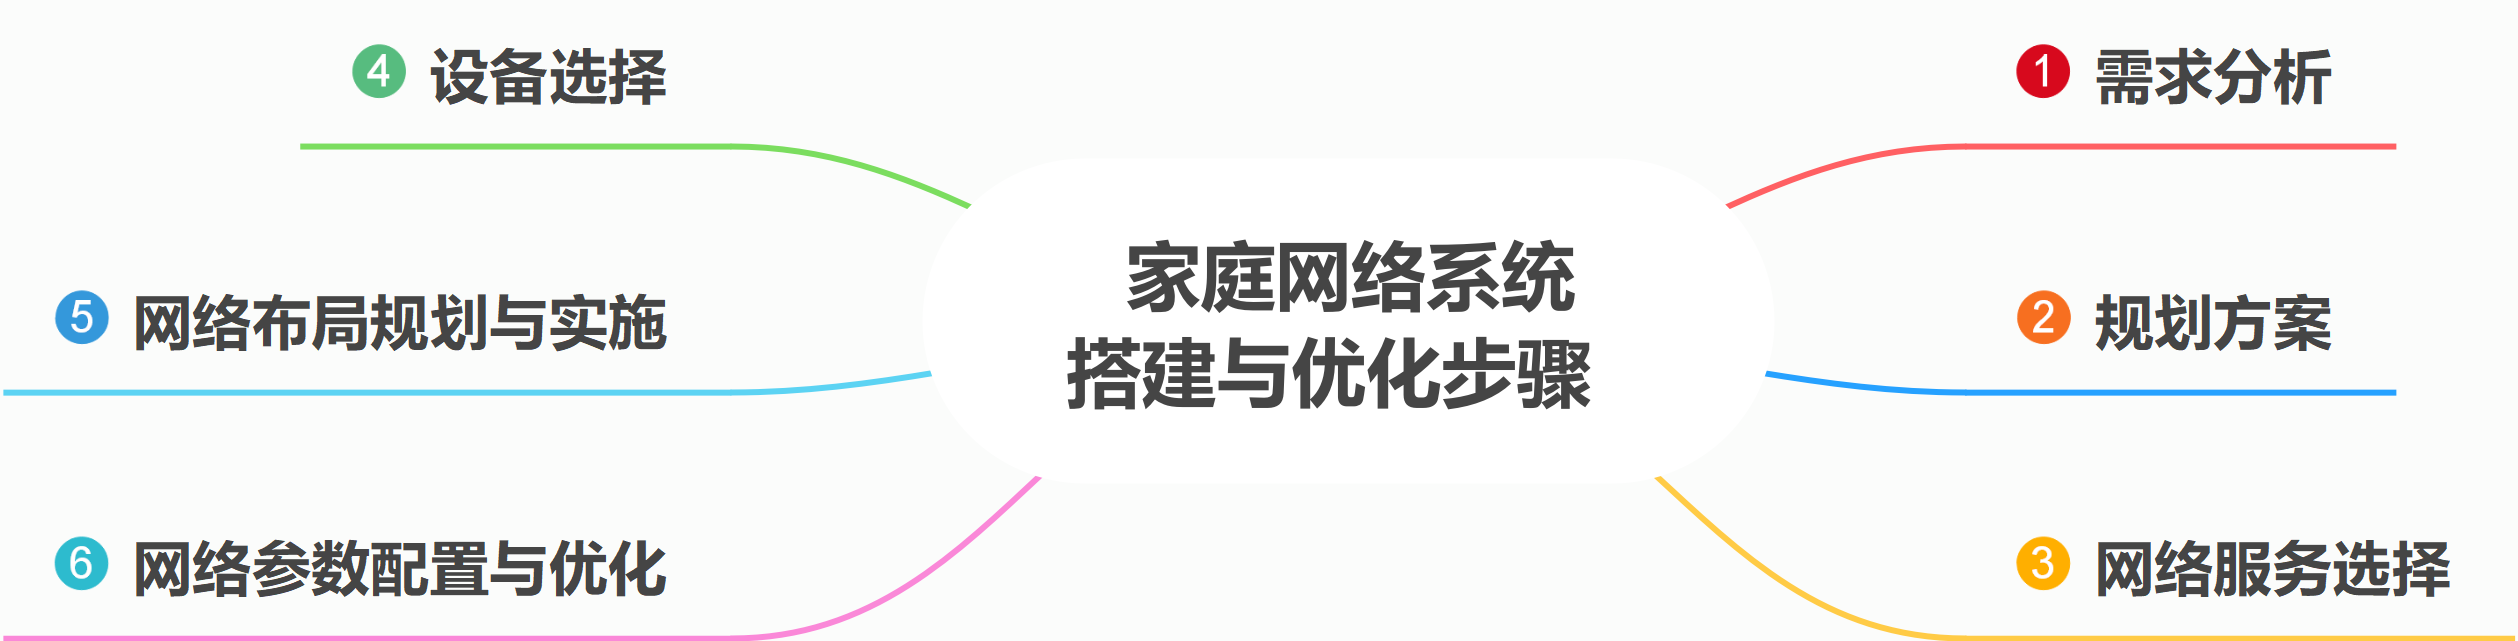 家庭网络系统
搭建与优化步骤
1 需求分析
2 规划方案
3 网络服务选择
4 设备选择
5 网络布局规划与实施
6 网络参数配置与优化